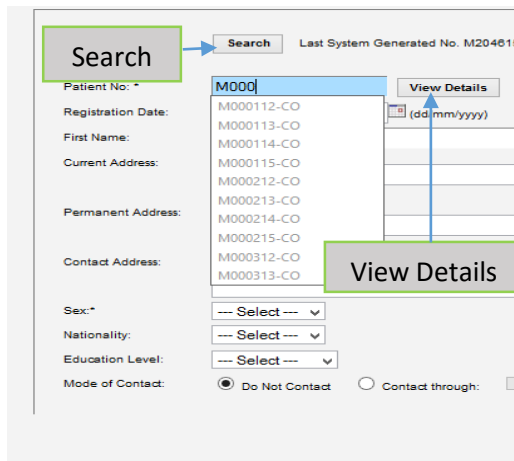 Search
Search Last System Generated No. M20461
Patient No: * M000 View Details
Registration Date: (dd/mm/yyyy)
M000112-CO
M000113-CO
First Name:
M000114-CO
Current Address:
M000115-CO
M000212-CO
M000213-CO
Permanent Address:
M000214-CO
M000215-CO
Contact Address:
M000312-CO
M000313-CO
View Details
Sex:* --- Select ---
Nationality: --- Select ---
Education Level: --- Select ---
Mode of Contact: Do Not Contact Contact through: